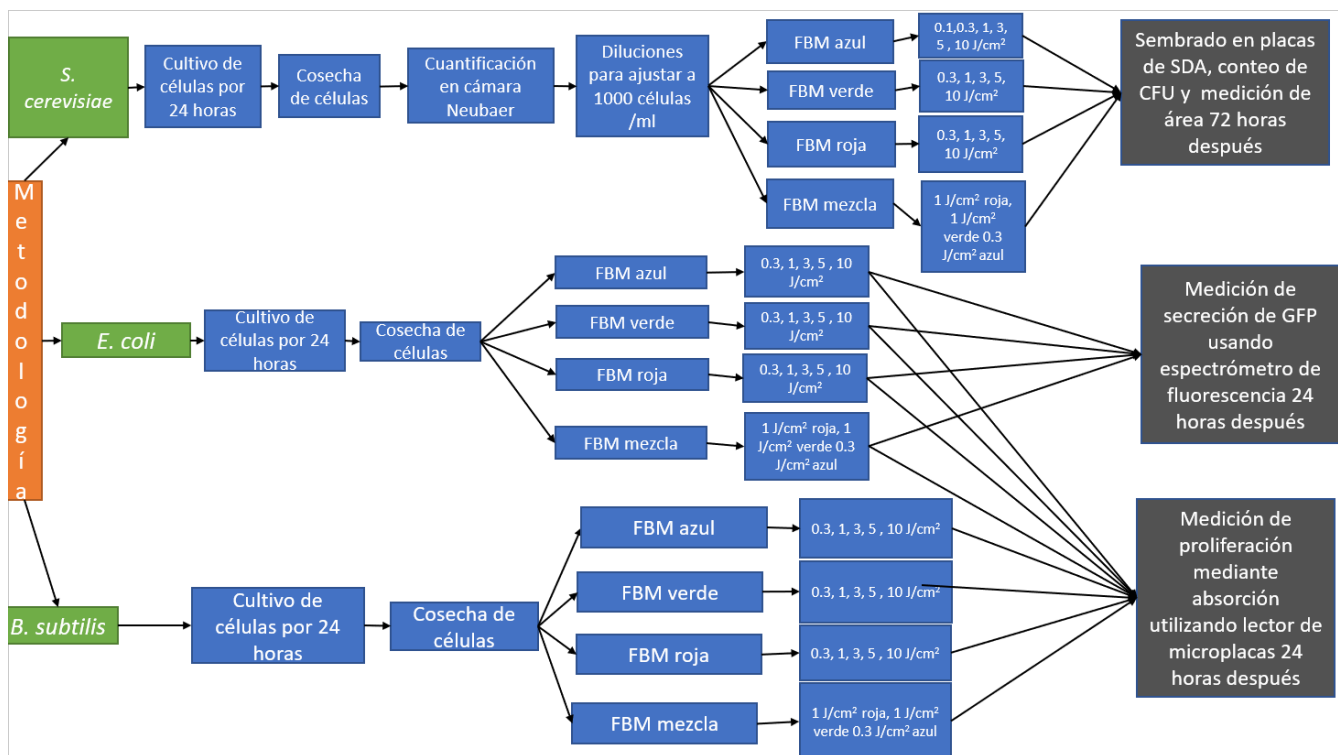 Metodología
S.
cerevisiae
Cultivo de
células por
24 horas
Cosecha
de células
Cuantificación
en cámara
Neubaer
Diluciones
para ajustar a
1000 células
/ml
FBM azul
0.1,0.3, 1, 3,
5 , 10 J/cm²
FBM verde
0.3, 1, 3, 5,
10 J/cm²
FBM roja
0.3, 1, 3, 5,
10 J/cm²
FBM mezcla
1 J/cm² roja,
1 J/cm²
verde 0.3
J/cm² azul
Sembrado en placas
de SDA, conteo de
CFU y medición de
área 72 horas
después
E. coli
Cultivo de
células por 24
horas
Cosecha de
células
FBM azul
0.3, 1, 3, 5 , 10
J/cm²
FBM verde
0.3, 1, 3, 5 , 10
J/cm²
FBM roja
0.3, 1, 3, 5 , 10
J/cm²
FBM mezcla
1 J/cm² roja, 1
J/cm² verde 0.3
J/cm² azul
Medición de
secreción de GFP
usando
espectrómetro de
fluorescencia 24
horas después
B. subtilis
Cultivo de
células por 24
horas
Cosecha de
células
FBM azul
0.3, 1, 3, 5 , 10 J/cm²
FBM verde
0.3, 1, 3, 5 , 10 J/cm²
FBM roja
0.3, 1, 3, 5 , 10 J/cm²
FBM mezcla
1 J/cm² roja, 1 J/cm²
verde 0.3 J/cm² azul
Medición de
proliferación
mediante
absorción
utilizando lector de
microplacas 24
horas después